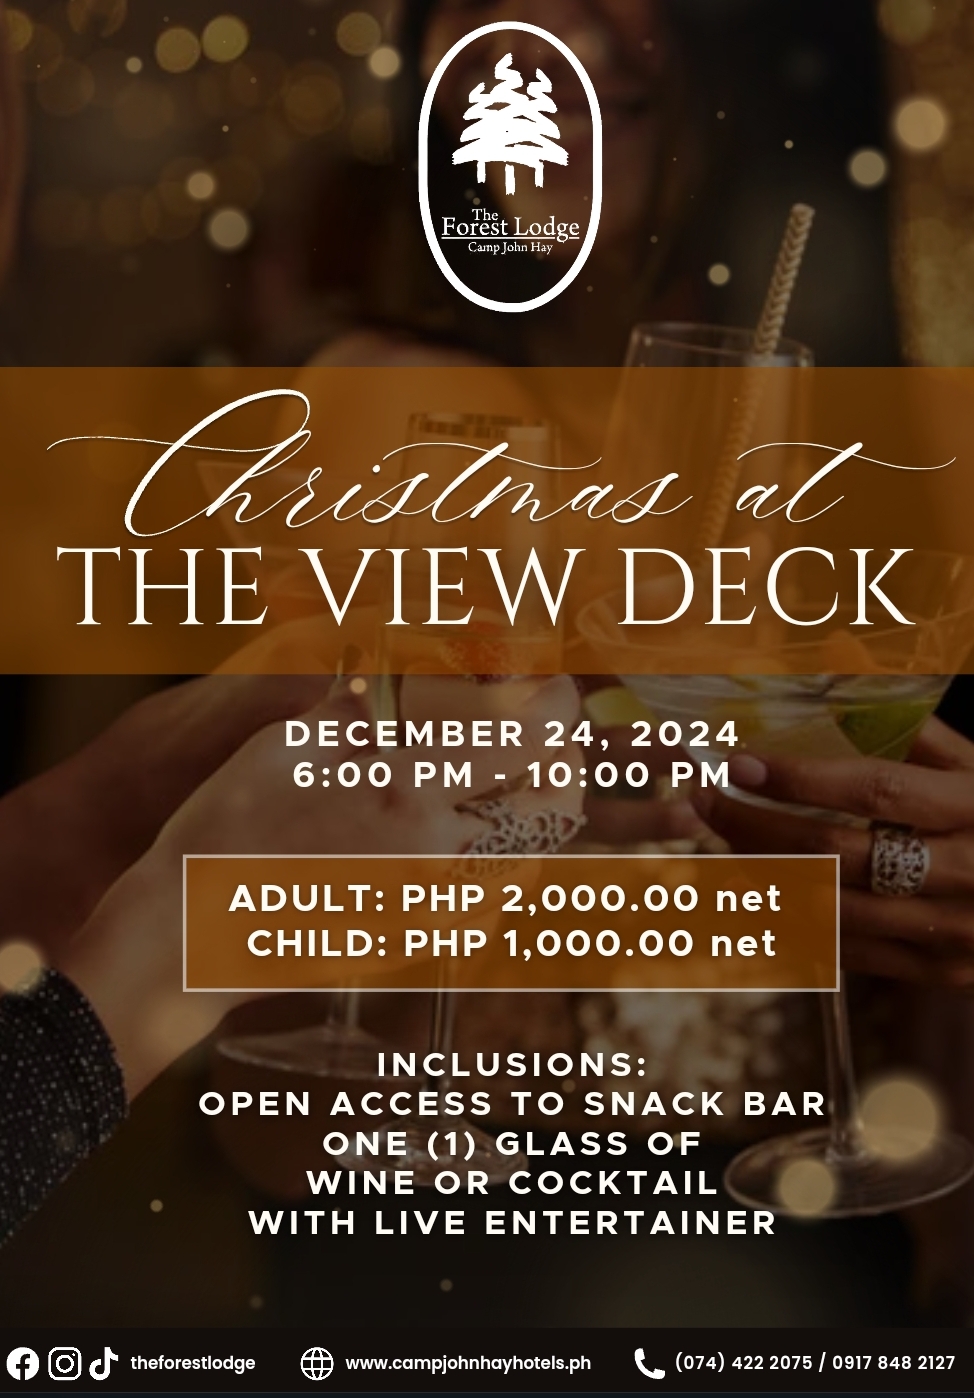 The
Forest Lodge
Camp John Hay
Christmas at
THE VIEW DECK
DECEMBER 24, 2024
6:00 PM - 10:00 PM
ADULT: PHP 2,000.00 net
CHILD: PHP 1,000.00 net
INCLUSIONS:
OPEN ACCESS TO SNACK BAR
ONE (1) GLASS OF
WINE OR COCKTAIL
WITH LIVE ENTERTAINER
theforestlodge www.campjohnhayhotels.ph (074) 422 2075 / 0917 848 2127